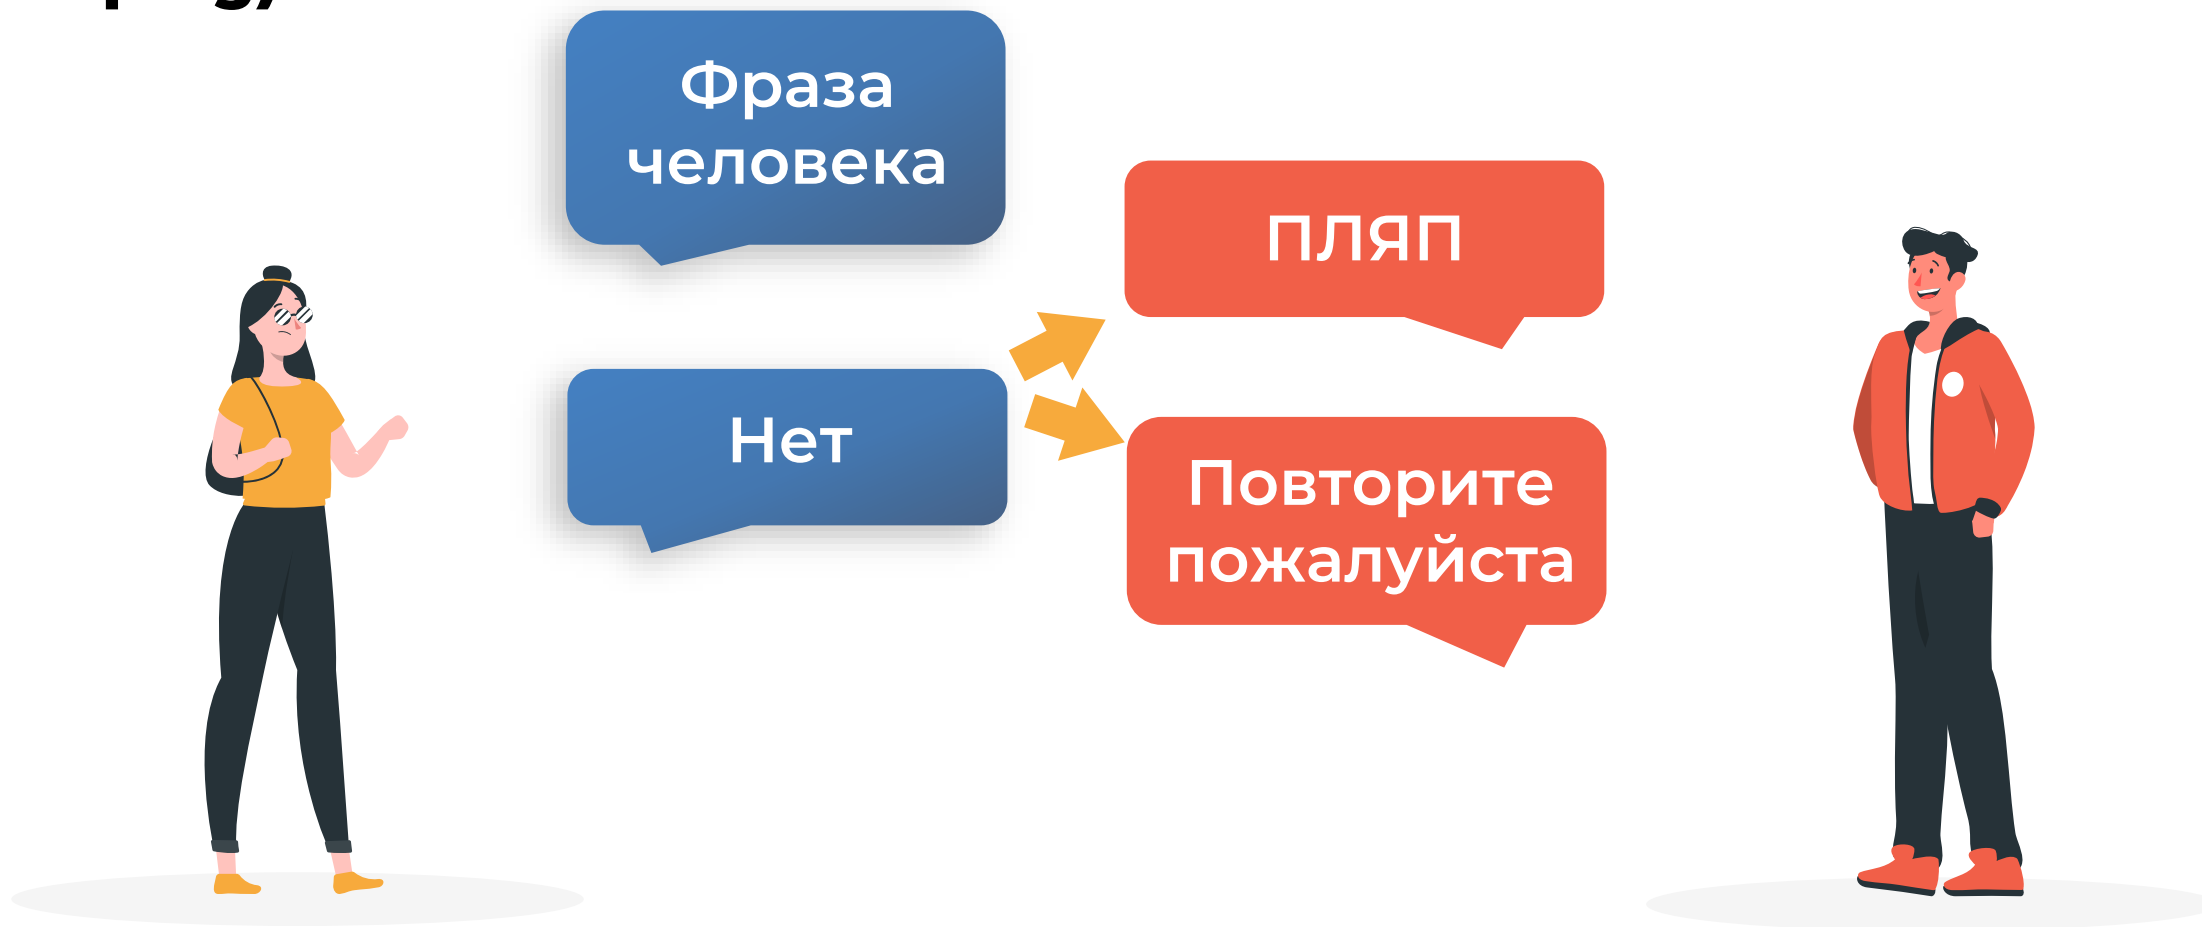 Фраза
человека
ПЛЯП
Нет
Повторите
пожалуйста